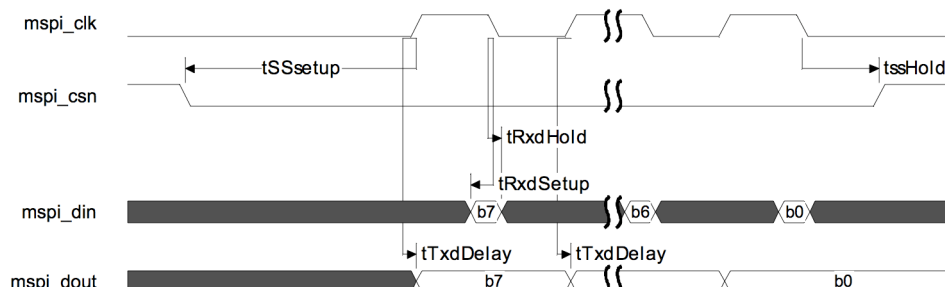 mspi_clk
tSSsetup
tssHold
mspi_csn
tRxdHold
tRxdSetup
mspi_din
b7
b6
b0
tTxdDelay
tTxdDelay
mspi_dout
b7
b0